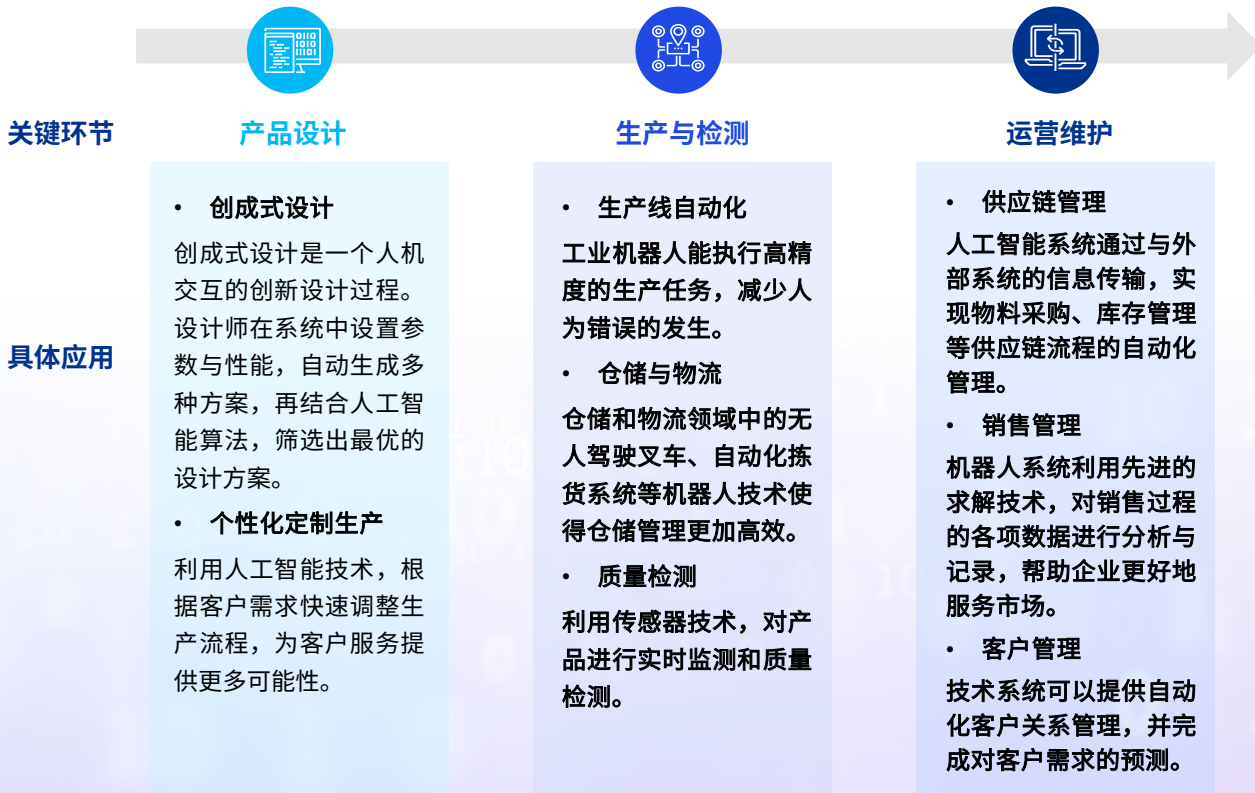 关键环节
产品设计
生产与检测
运营维护
具体应用
• 创成式设计
创成式设计是一个人机
交互的创新设计过程。
设计师在系统中设置参
数与性能，自动生成多
种方案，再结合人工智
能算法，筛选出最优的
设计方案。
• 个性化定制生产
利用人工智能技术，根
据客户需求快速调整生
产流程，为客户服务提
供更多可能性。
• 生产线自动化
工业机器人能执行高精
度的生产任务，减少人
为错误的发生。
• 仓储与物流
仓储和物流领域中的无
人驾驶叉车、自动化拣
货系统等机器人技术使
得仓储管理更加高效。
• 质量检测
利用传感器技术，对产
品进行实时监测和质量
检测。
• 供应链管理
人工智能系统通过与外
部系统的信息传输，实
现物料采购、库存管理
等供应链流程的自动化
管理。
• 销售管理
机器人系统利用先进的
求解技术，对销售过程
的各项数据进行分析与
记录，帮助企业更好地
服务市场。
• 客户管理
技术系统可以提供自动
化客户关系管理，并完
成对客户需求的预测。